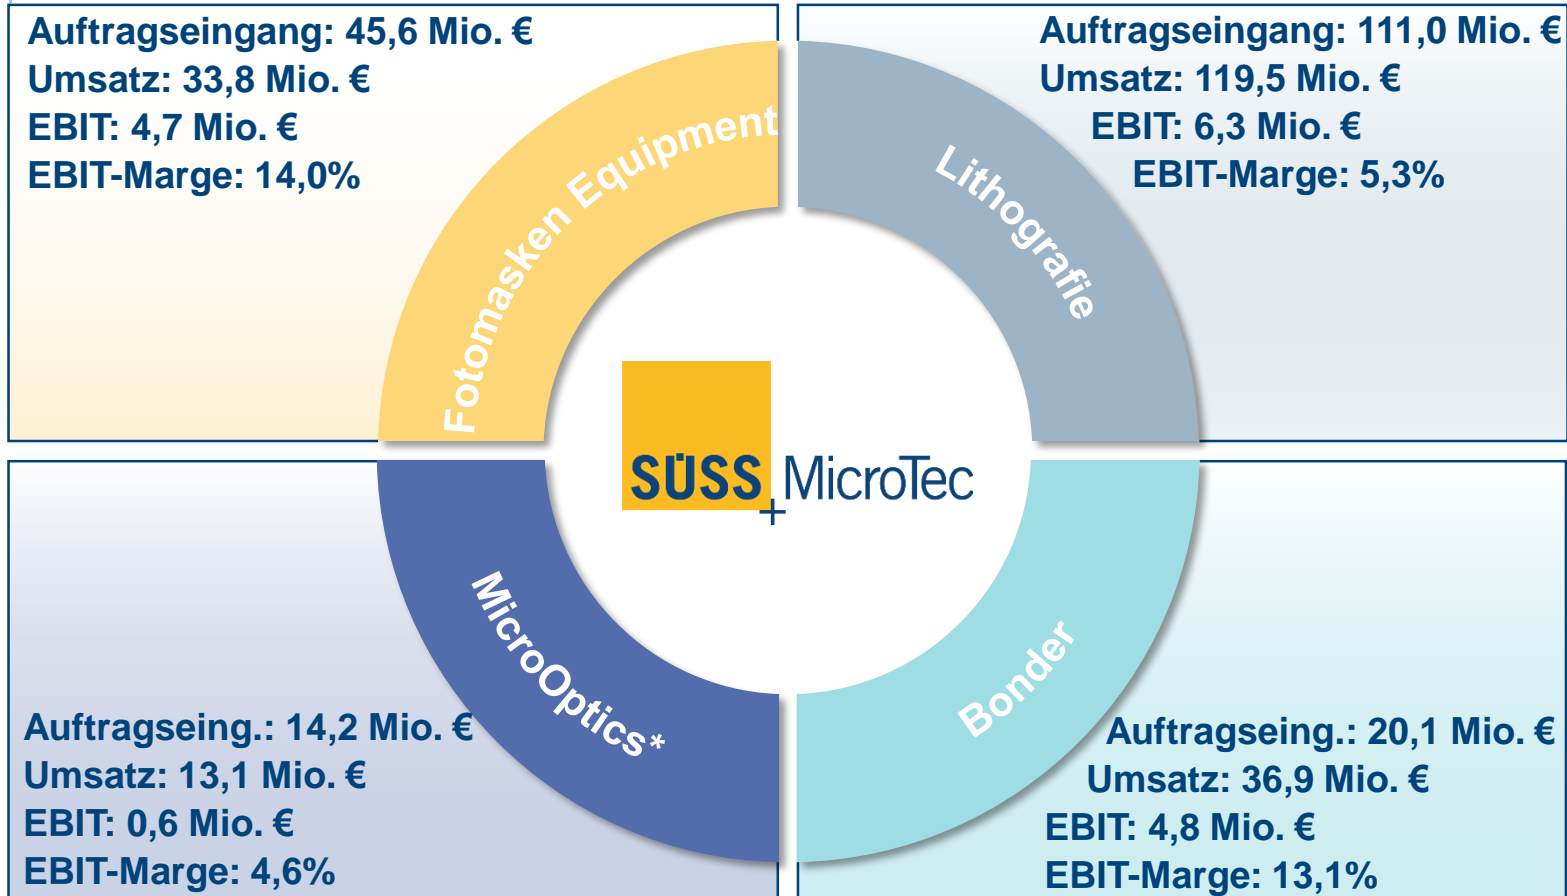 Auftragseingang: 45,6 Mio. €
Umsatz: 33,8 Mio. €
EBIT: 4,7 Mio. €
EBIT-Marge: 14,0%
Fotomasken Equipment
Auftragseingang: 111,0 Mio. €
Umsatz: 119,5 Mio. €
EBIT: 6,3 Mio. €
EBIT-Marge: 5,3%
Lithografie
SÜSS MicroTec
MicroOptics*
Auftragseing.: 14,2 Mio. €
Umsatz: 13,1 Mio. €
EBIT: 0,6 Mio. €
EBIT-Marge: 4,6%
Bonder
Auftragseing.: 20,1 Mio. €
Umsatz: 36,9 Mio. €
EBIT: 4,8 Mio. €
EBIT-Marge: 13,1%